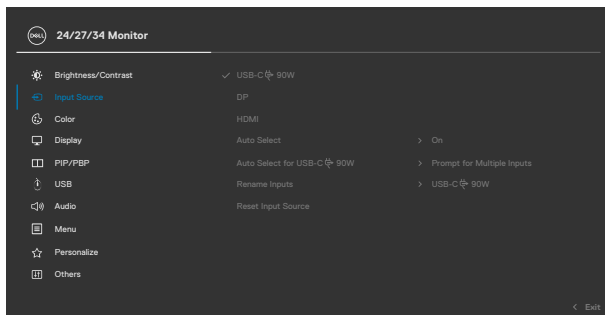 DELL 24/27/34 Monitor
Brightness/Contrast ✓ USB-C 90W
Input Source DP
Color HDMI
Display Auto Select > On
PIP/PBP Auto Select for USB-C 90W > Prompt for Multiple Inputs
USB Rename Inputs > USB-C 90W
Audio Reset Input Source
Menu
Personalize
Others
< Exit